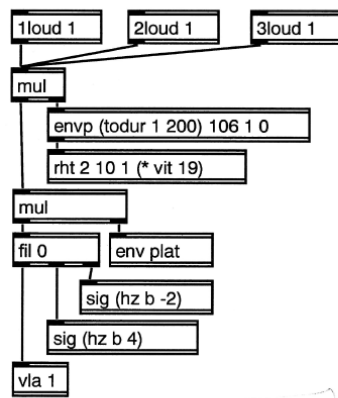 1loud 1
2loud 1
3loud 1
mul
envp (todur 1 200) 106 1 0
rht 2 10 1 (* vit 19)
mul
fil 0
env plat
sig (hz b -2)
sig (hz b 4)
vla 1